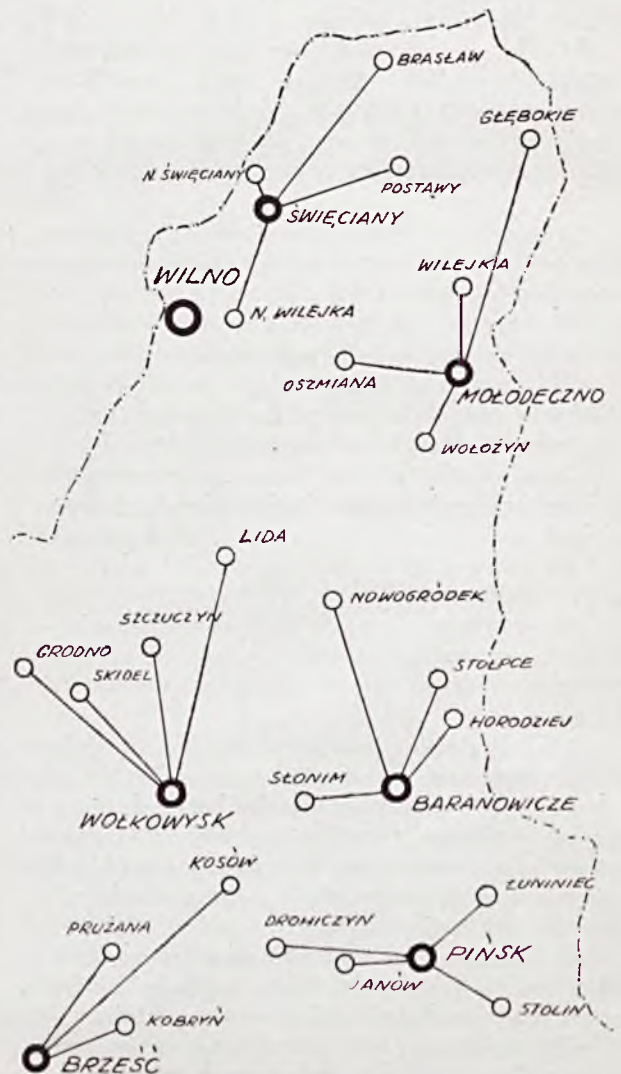 BRASŁAW
GŁĘBOKIE
N. ŚWIĘCIANY
POSTAWY
ŚWIĘCIANY
WILEJKA
WILNO
N. WILEJKA
OSZMIANA
MOŁODECZNO
WOŁOŻYN
LIDA
NOWOGRÓDEK
SZCZUCZYN
GRODNO
SKIDEL
STOŁPCE
HORODZIEJ
SŁONIM
BARANOWICZE
WOŁKOWYSK
KOSÓW
ŁUNINIEC
PRUŻANA
DROHICZYN
PIŃSK
JANÓW
STOLIN
KOBRYŃ
BRZEŚĆ